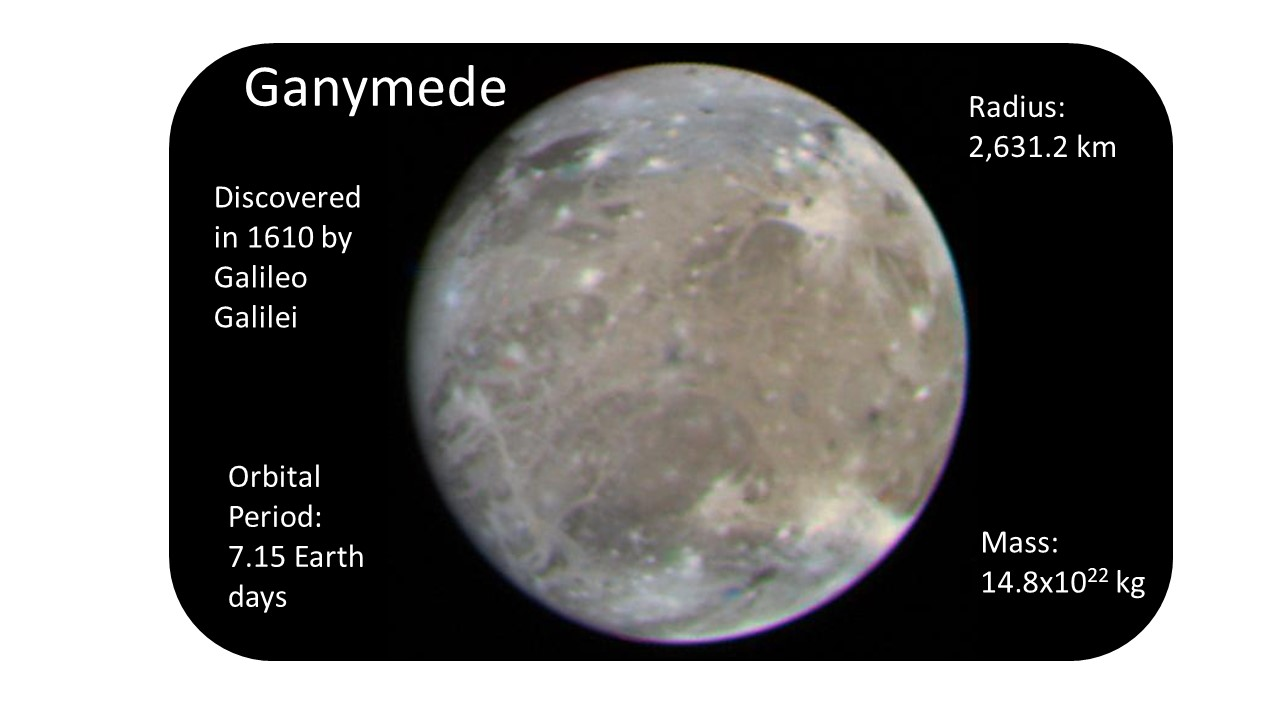 Ganymede
Radius:
2,631.2 km
Discovered
in 1610 by
Galileo
Galilei
Orbital
Period:
7.15 Earth
days
Mass:
14.8x10²² kg